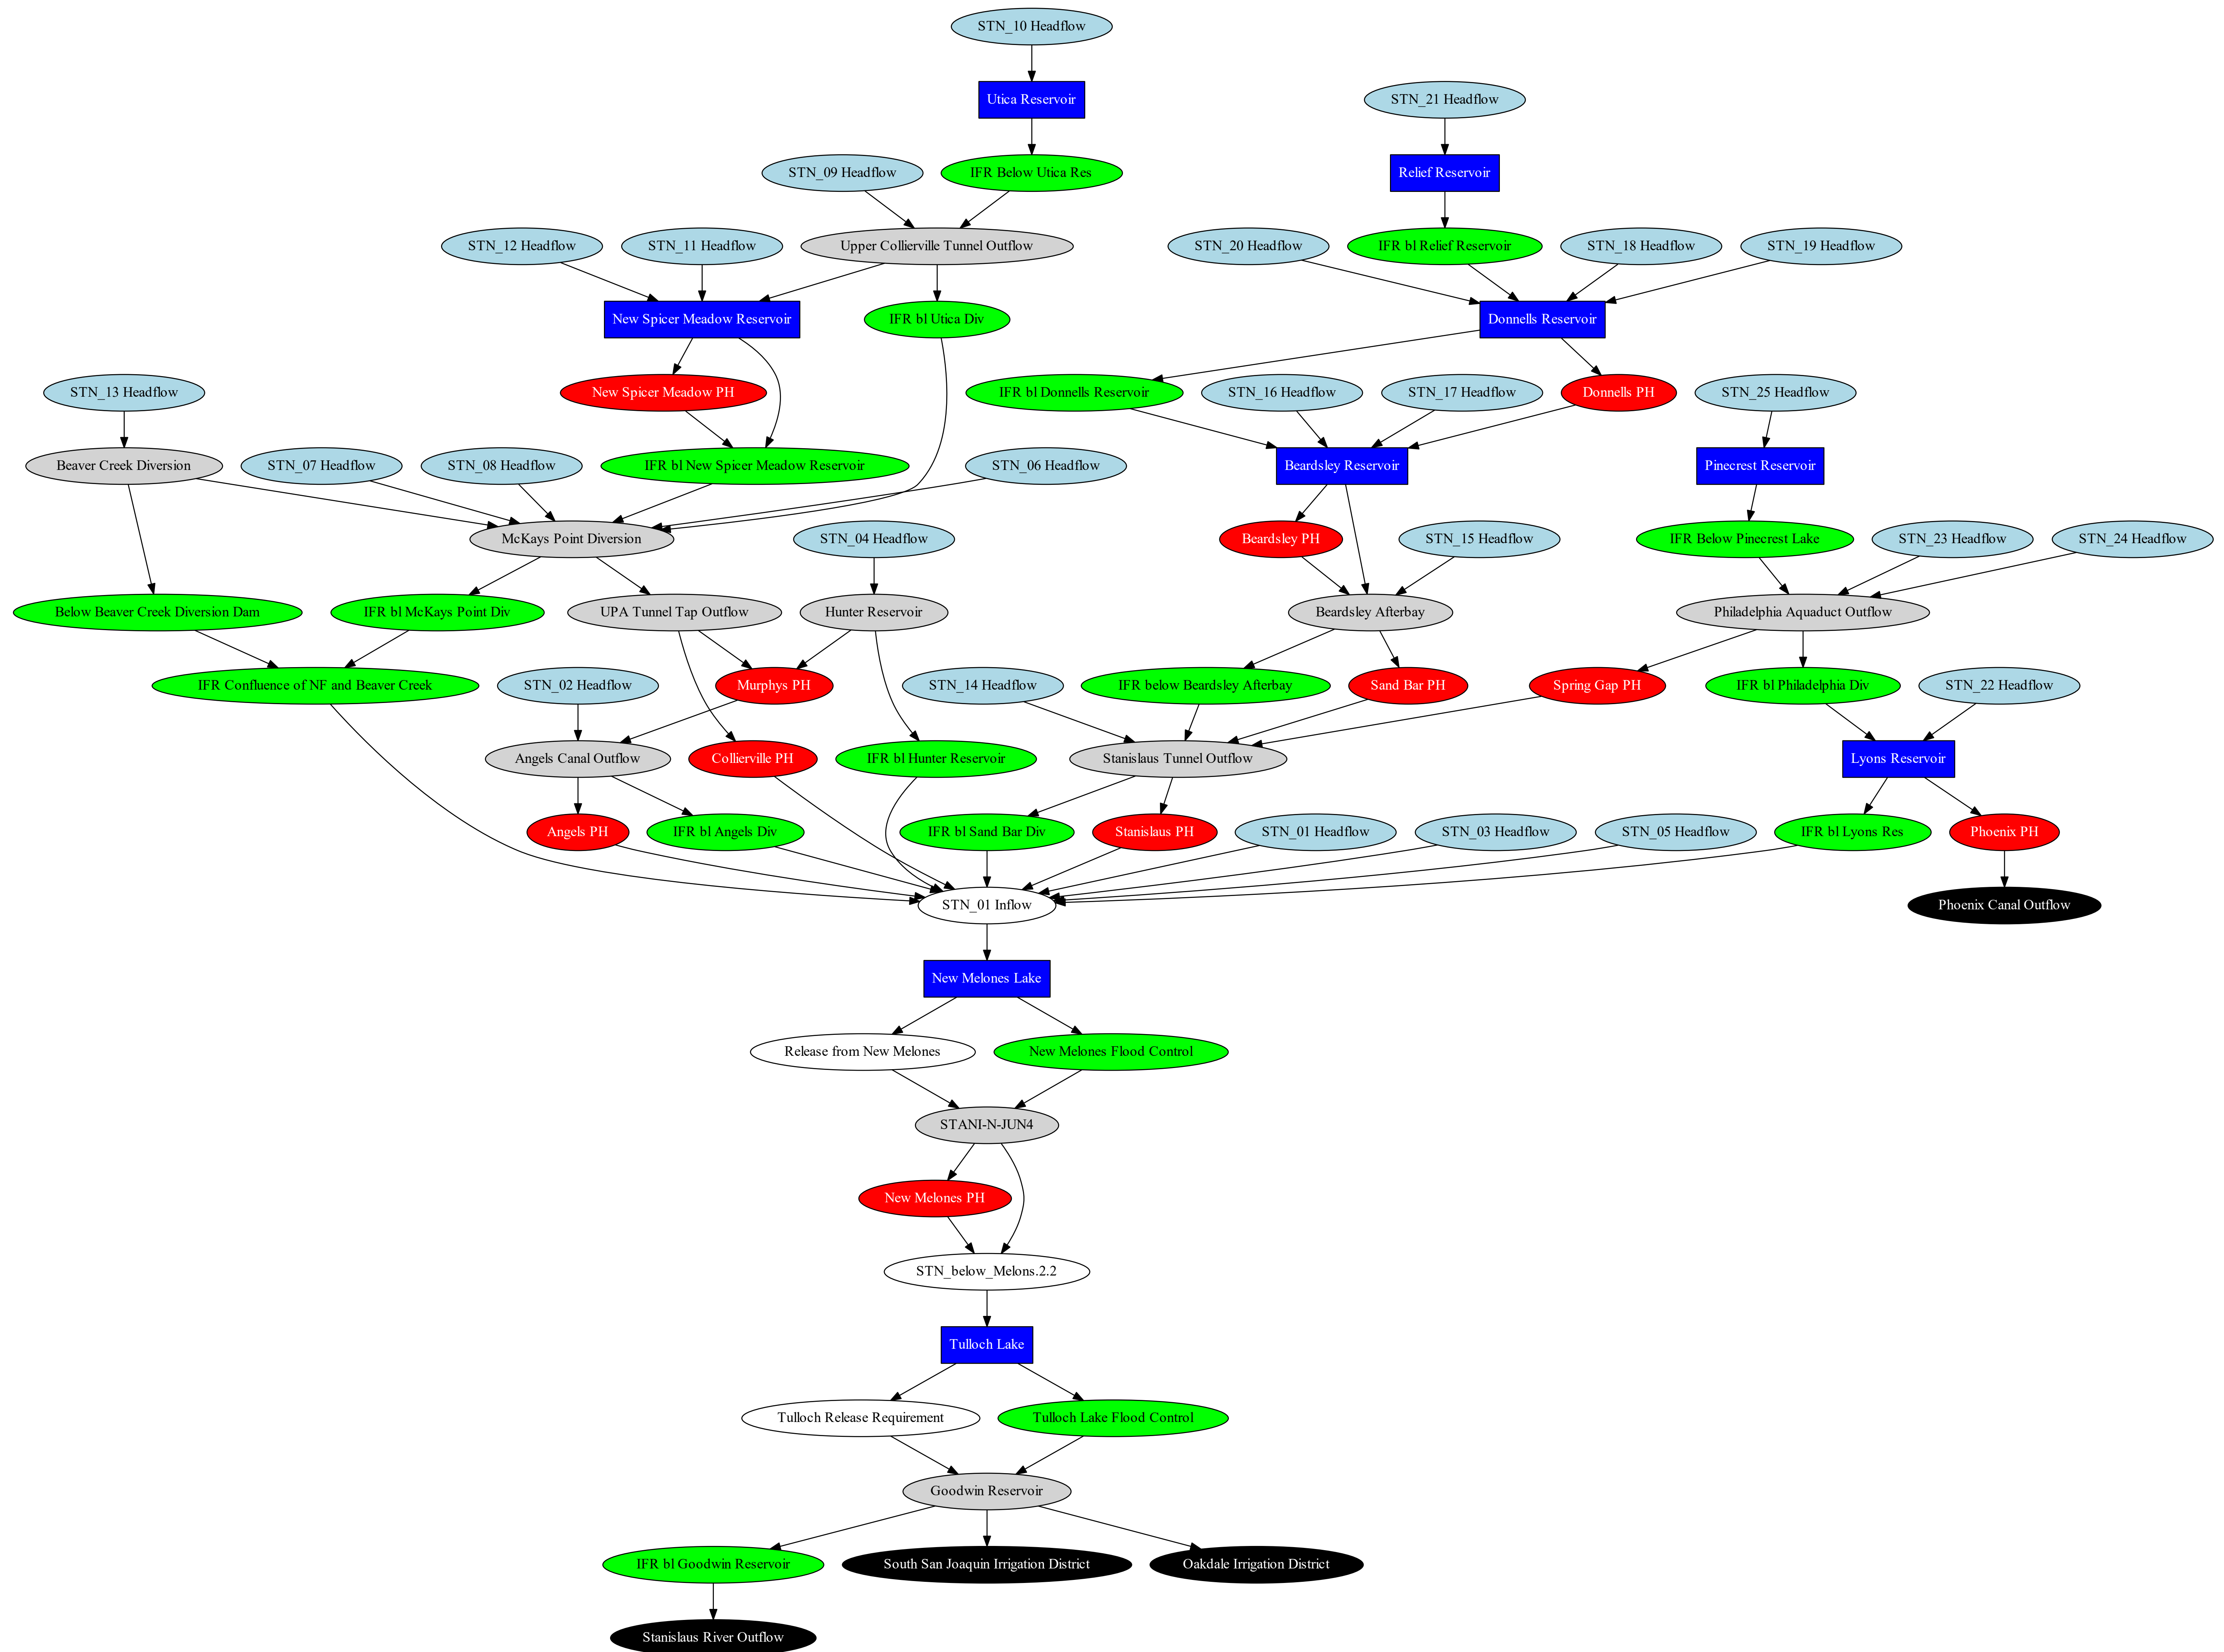 STN_10 Headflow
Utica Reservoir
STN_21 Headflow
STN_09 Headflow
IFR Below Utica Res
Relief Reservoir
STN_12 Headflow
STN_11 Headflow
Upper Collierville Tunnel Outflow
STN_20 Headflow
IFR bl Relief Reservoir
STN_18 Headflow
STN_19 Headflow
New Spicer Meadow Reservoir
IFR bl Utica Div
Donnells Reservoir
STN_13 Headflow
New Spicer Meadow PH
IFR bl Donnells Reservoir
STN_16 Headflow
STN_17 Headflow
Donnells PH
STN_25 Headflow
Beaver Creek Diversion
STN_07 Headflow
STN_08 Headflow
IFR bl New Spicer Meadow Reservoir
STN_06 Headflow
Beardsley Reservoir
Pinecrest Reservoir
McKays Point Diversion
STN_04 Headflow
Beardsley PH
STN_15 Headflow
IFR Below Pinecrest Lake
STN_23 Headflow
STN_24 Headflow
Below Beaver Creek Diversion Dam
IFR bl McKays Point Div
UPA Tunnel Tap Outflow
Hunter Reservoir
Beardsley Afterbay
Philadelphia Aquaduct Outflow
IFR Confluence of NF and Beaver Creek
STN_02 Headflow
Murphys PH
STN_14 Headflow
IFR below Beardsley Afterbay
Sand Bar PH
Spring Gap PH
IFR bl Philadelphia Div
STN_22 Headflow
Angels Canal Outflow
Collierville PH
IFR bl Hunter Reservoir
Stanislaus Tunnel Outflow
Lyons Reservoir
Angels PH
IFR bl Angels Div
IFR bl Sand Bar Div
Stanislaus PH
STN_01 Headflow
STN_03 Headflow
STN_05 Headflow
IFR bl Lyons Res
Phoenix PH
STN_01 Inflow
Phoenix Canal Outflow
New Melones Lake
Release from New Melones
New Melones Flood Control
STANI-N-JUN4
New Melones PH
STN_below_Melons.2.2
Tulloch Lake
Tulloch Release Requirement
Tulloch Lake Flood Control
Goodwin Reservoir
IFR bl Goodwin Reservoir
South San Joaquin Irrigation District
Oakdale Irrigation District
Stanislaus River Outflow